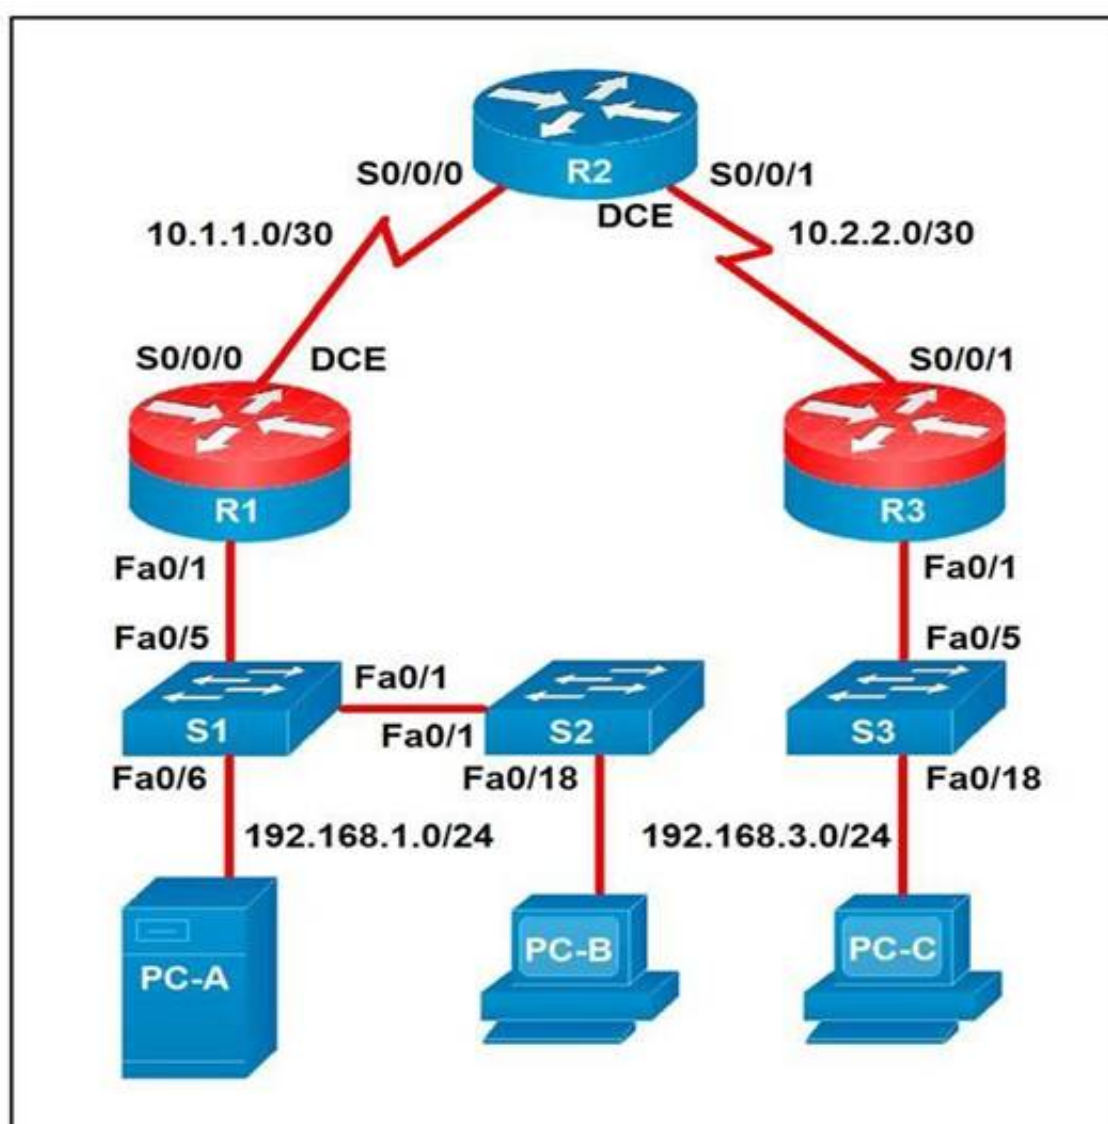 R2
S0/0/0
S0/0/1
DCE
10.1.1.0/30
10.2.2.0/30
S0/0/0
DCE
S0/0/1
R1
R3
Fa0/1
Fa0/1
Fa0/5
Fa0/5
Fa0/1
S1
Fa0/1
S2
S3
Fa0/6
Fa0/18
Fa0/18
192.168.1.0/24
192.168.3.0/24
PC-A
PC-B
PC-C